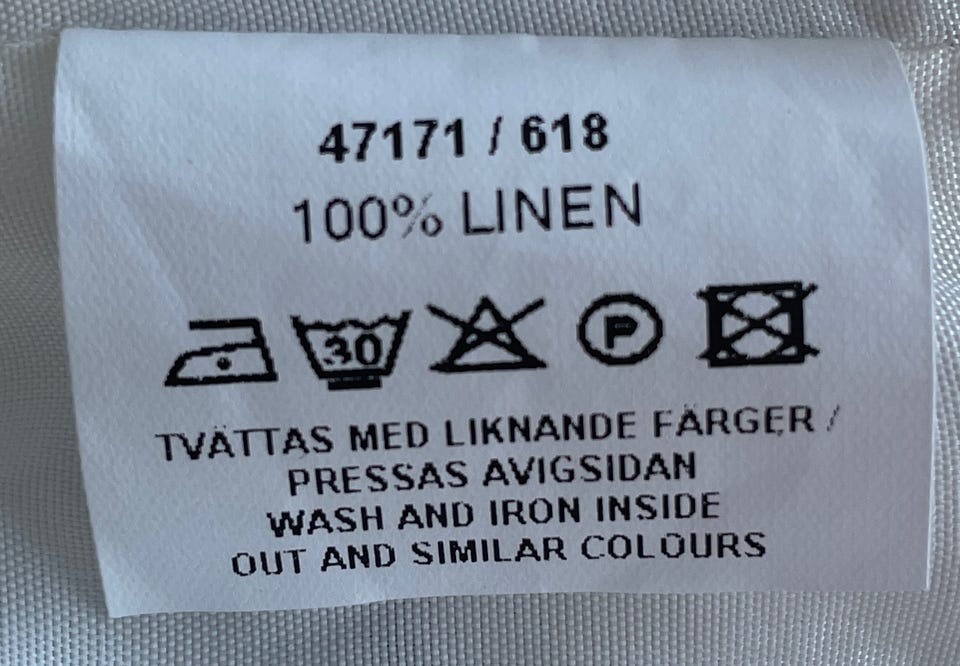 47171 / 618
100% LINEN
30 P
TVÄTTAS MED LIKNANDE FÄRGER /
PRESSAS AVIGSIDAN
WASH AND IRON INSIDE
OUT AND SIMILAR COLOURS